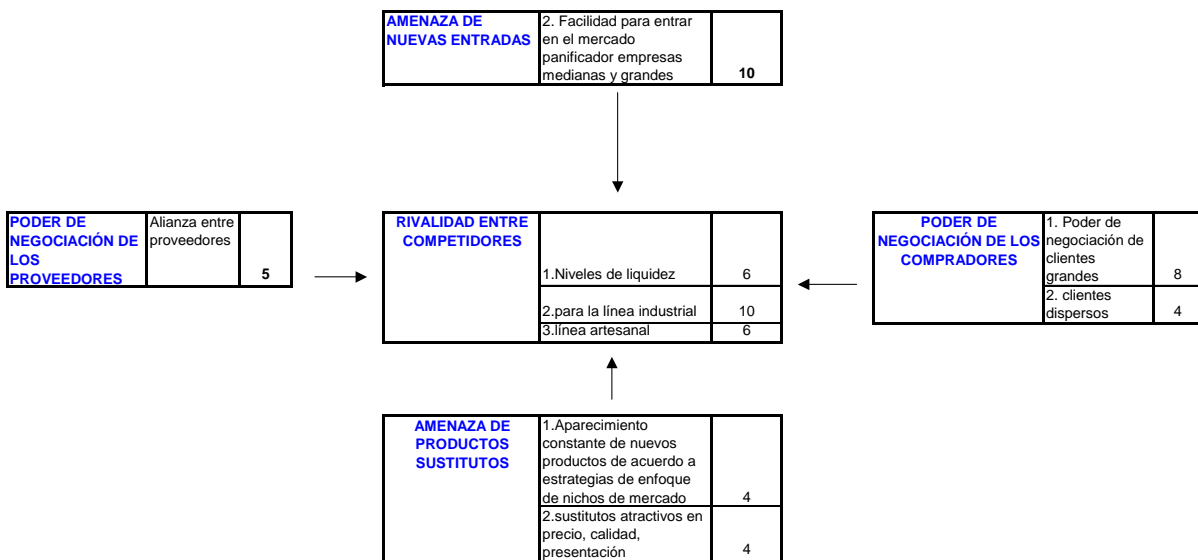 AMENAZA DE
NUEVAS ENTRADAS
2. Facilidad para entrar
en el mercado
panificador empresas
medianas y grandes
10
PODER DE
NEGOCIACIÓN DE
LOS
PROVEEDORES
Alianza entre
proveedores
5
RIVALIDAD ENTRE
COMPETIDORES
1.Niveles de liquidez
6
2.para la línea industrial
10
3.línea artesanal
6
PODER DE
NEGOCIACIÓN DE LOS
COMPRADORES
1. Poder de
negociación de
clientes
grandes
8
2. clientes
dispersos
4
AMENAZA DE
PRODUCTOS
SUSTITUTOS
1.Aparecimiento
constante de nuevos
productos de acuerdo a
estrategias de enfoque
de nichos de mercado
4
2.sustitutos atractivos en
precio, calidad,
presentación
4